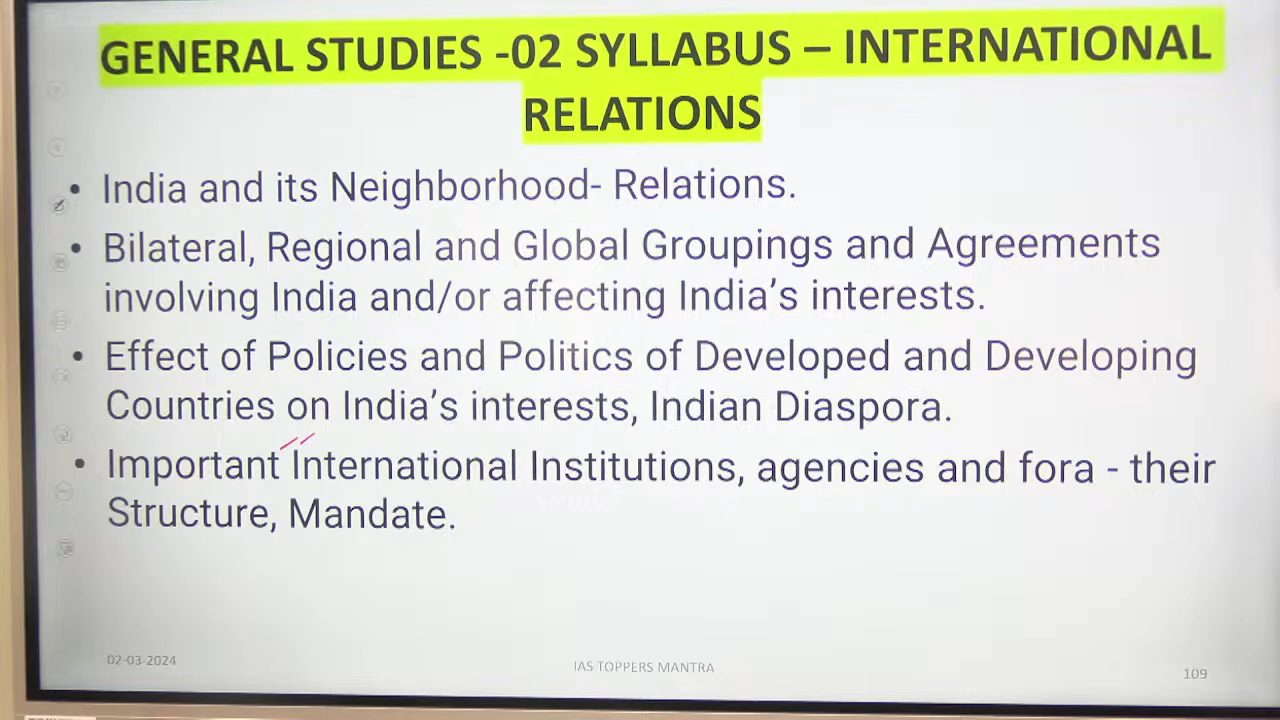 GENERAL STUDIES -02 SYLLABUS – INTERNATIONAL
RELATIONS
• India and its Neighborhood- Relations.
• Bilateral, Regional and Global Groupings and Agreements
involving India and/or affecting India's interests.
• Effect of Policies and Politics of Developed and Developing
Countries on India's interests, Indian Diaspora.
• Important International Institutions, agencies and fora - their
Structure, Mandate.
02-03-2024
IAS TOPPERS MANTRA
109